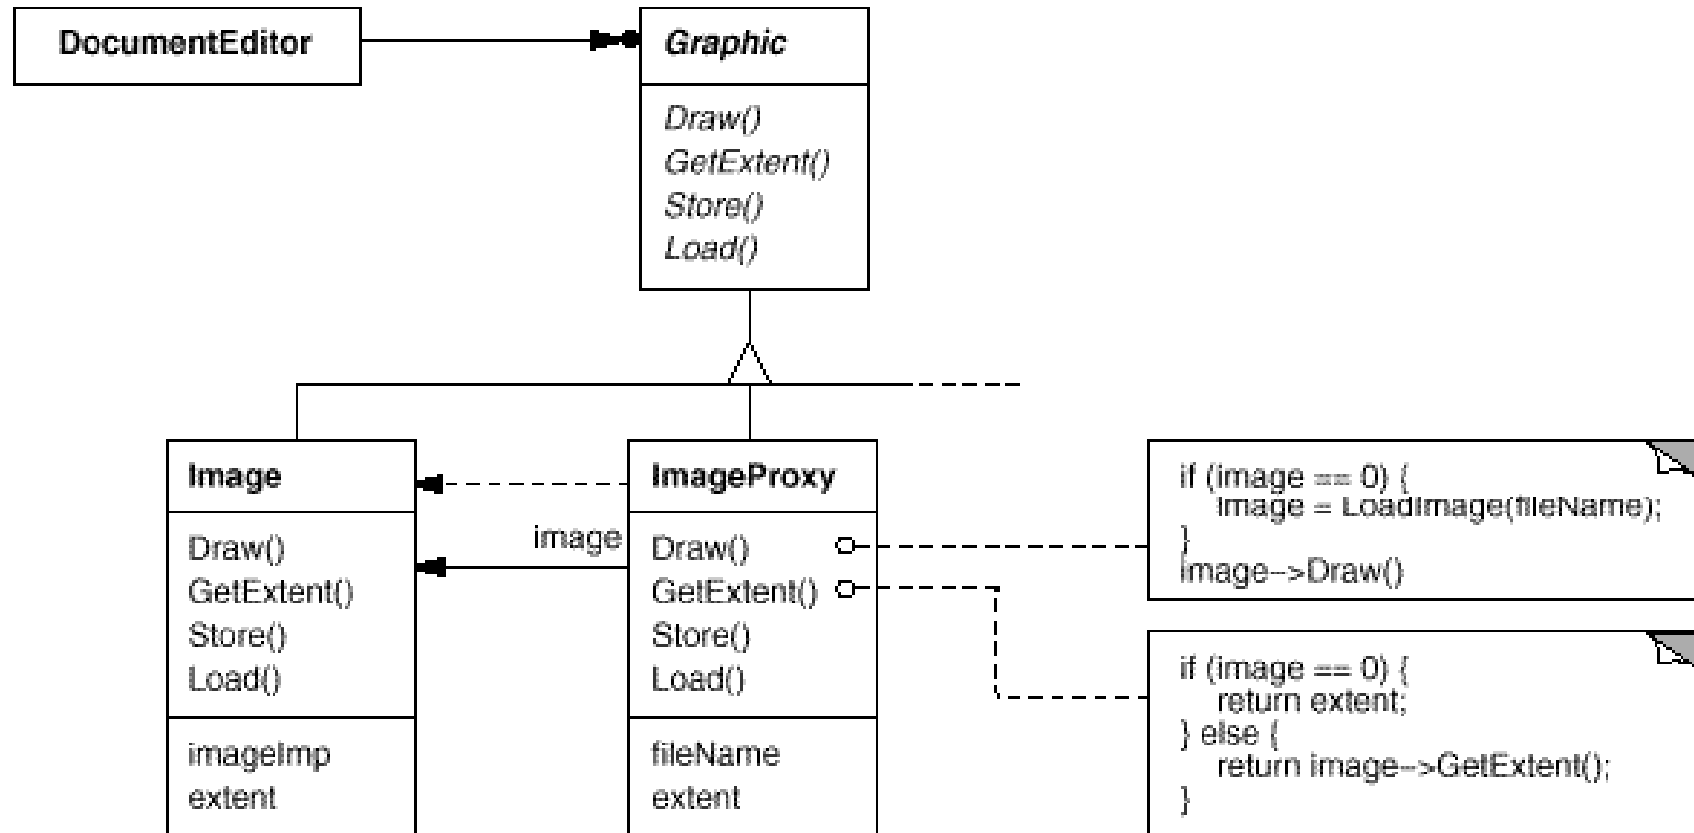 DocumentEditor
Graphic
Draw()
GetExtent()
Store()
Load()
Image
Draw()
GetExtent()
Store()
Load()
imageImp
extent
image
ImageProxy
Draw()
GetExtent()
Store()
Load()
fileName
extent
if (image == 0) {
image = LoadImage(fileName);
}
image->Draw()
if (image == 0) {
return extent;
} else {
return image->GetExtent();
}